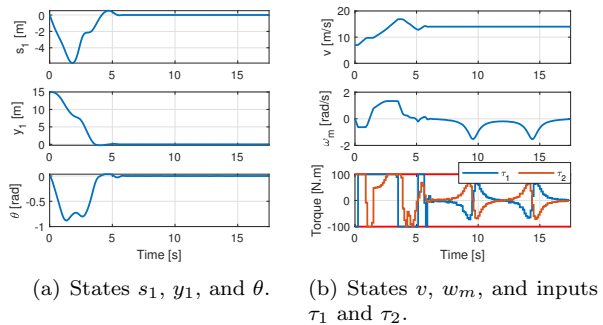 s1 [m]
0
-2
-4
0 5 10 15
y1 [m]
15
10
5
0
0 5 10 15
θ [rad]
0
-0.5
-1
0 5 10 15
Time [s]
v [m/s]
20
10
0
0 5 10 15
ωm [rad/s]
2
0
-2
0 5 10 15
Torque [N.m]
τ1 τ2
100
0
-100
0 5 10 15
Time [s]
(a) States s1, y1, and θ.
(b) States v, wm, and inputs
τ1 and τ2.